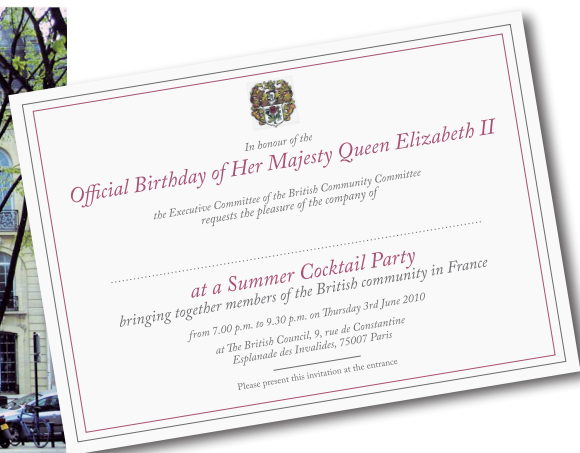 In honour of the
Official Birthday of Her Majesty Queen Elizabeth II
the Executive Committee of the British Community Committee
requests the pleasure of the company of
at a Summer Cocktail Party
bringing together members of the British community in France
from 7.00 p.m. to 9.30 p.m. on Thursday 3rd June 2010
at The British Council, 9, rue de Constantine
Esplanade des Invalides, 75007 Paris
Please present this invitation at the entrance